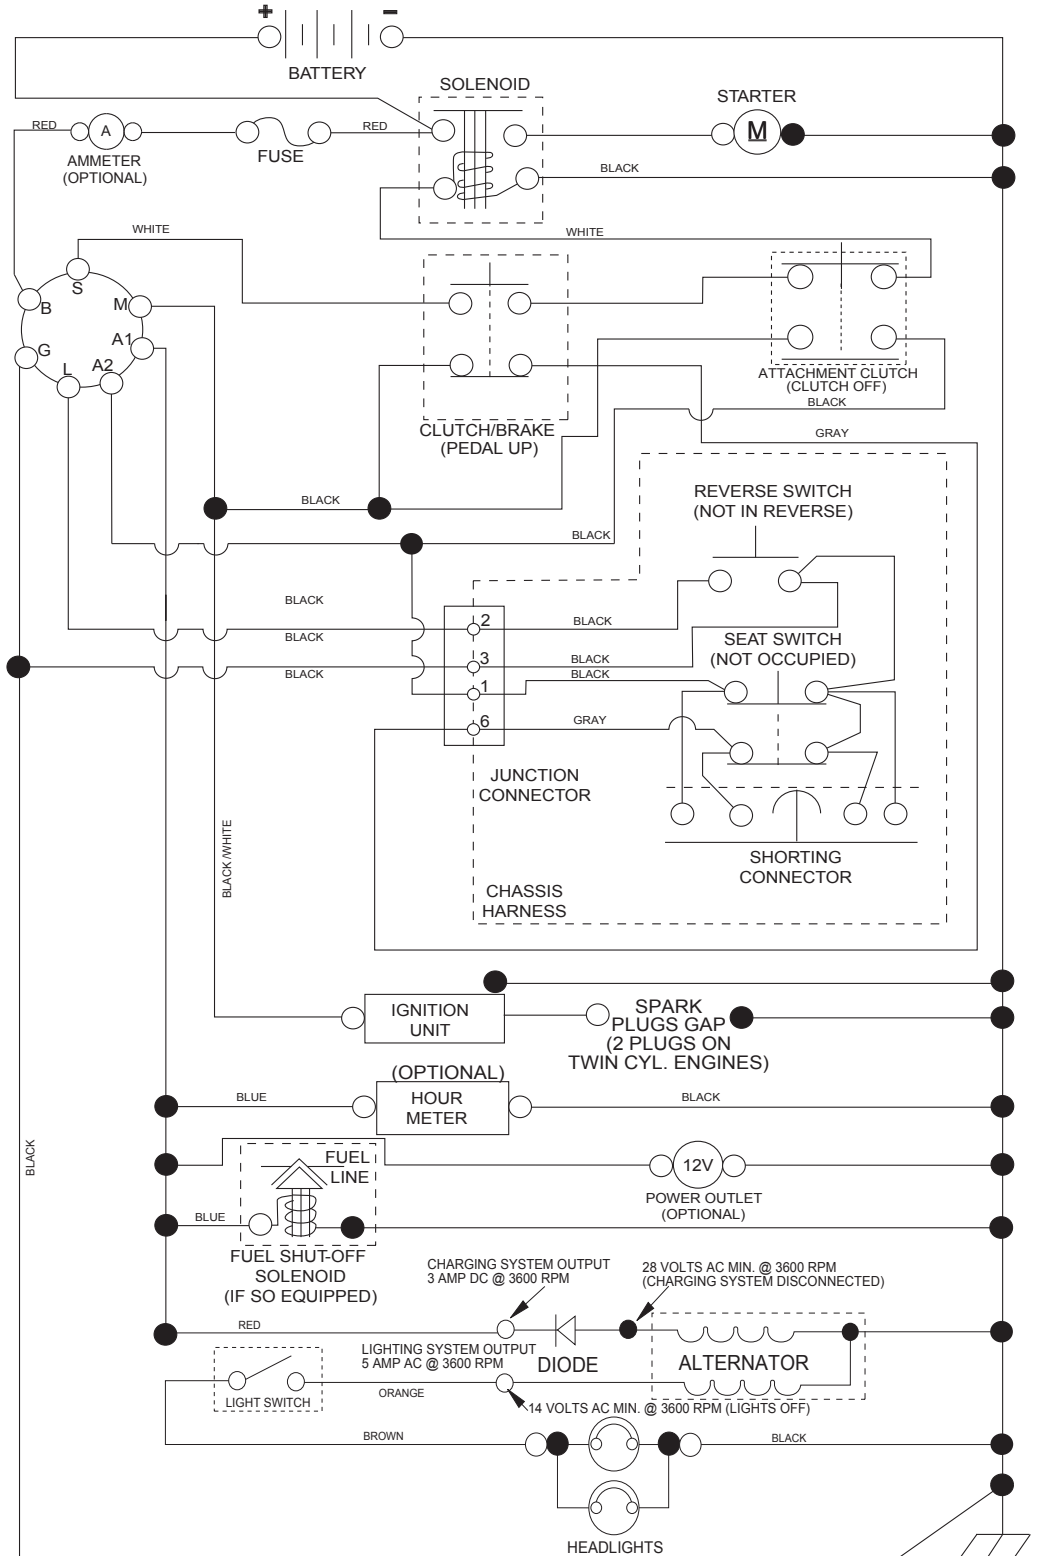 + -
BATTERY
SOLENOID
STARTER
RED
A
RED
M
AMMETER
(OPTIONAL)
FUSE
BLACK
WHITE
WHITE
S
B
M
A1
G
L
A2
ATTACHMENT CLUTCH
(CLUTCH OFF)
BLACK
CLUTCH/BRAKE
(PEDAL UP)
GRAY
REVERSE SWITCH
(NOT IN REVERSE)
BLACK
BLACK
BLACK
2
BLACK
BLACK
SEAT SWITCH
(NOT OCCUPIED)
3
BLACK
BLACK
BLACK
1
6
GRAY
JUNCTION
CONNECTOR
BLACK/WHITE
SHORTING
CONNECTOR
CHASSIS
HARNESS
IGNITION
UNIT
SPARK
PLUGS GAP
(2 PLUGS ON
TWIN CYL. ENGINES)
(OPTIONAL)
HOUR
METER
BLUE
BLACK
BLACK
FUEL
LINE
12V
POWER OUTLET
(OPTIONAL)
BLUE
FUEL SHUT-OFF
SOLENOID
(IF SO EQUIPPED)
CHARGING SYSTEM OUTPUT
3 AMP DC @ 3600 RPM
28 VOLTS AC MIN. @ 3600 RPM
(CHARGING SYSTEM DISCONNECTED)
RED
LIGHTING SYSTEM OUTPUT
5 AMP AC @ 3600 RPM
DIODE
ALTERNATOR
LIGHT SWITCH
ORANGE
14 VOLTS AC MIN. @ 3600 RPM (LIGHTS OFF)
BROWN
BLACK
HEADLIGHTS